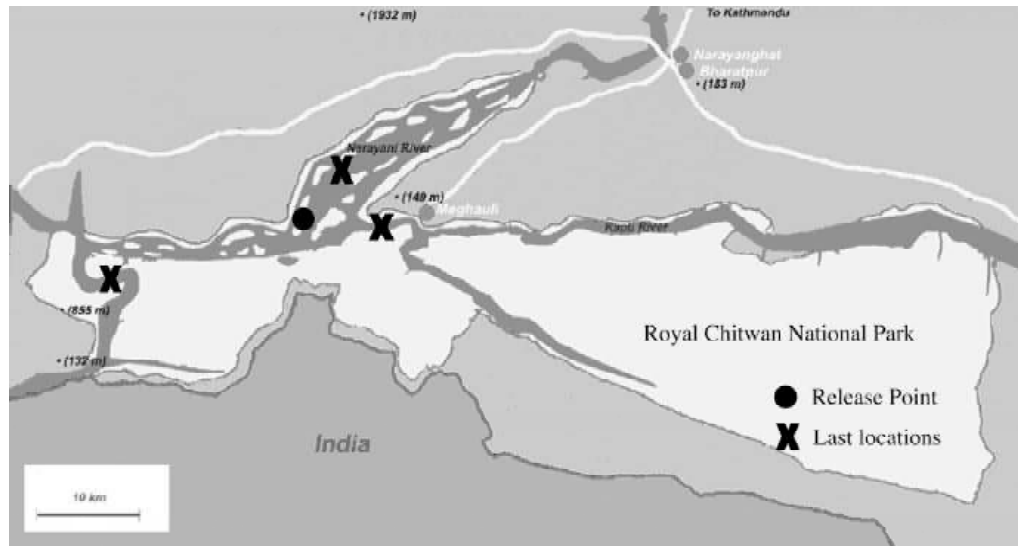 (1932 m)
To Kathmandu
Narayanghat
Bharatpur
(183 m)
Narayani River
(149 m)
Meghauli
Rapti River
(855 m)
(132 m)
Royal Chitwan National Park
Release Point
Last locations
India
10 km